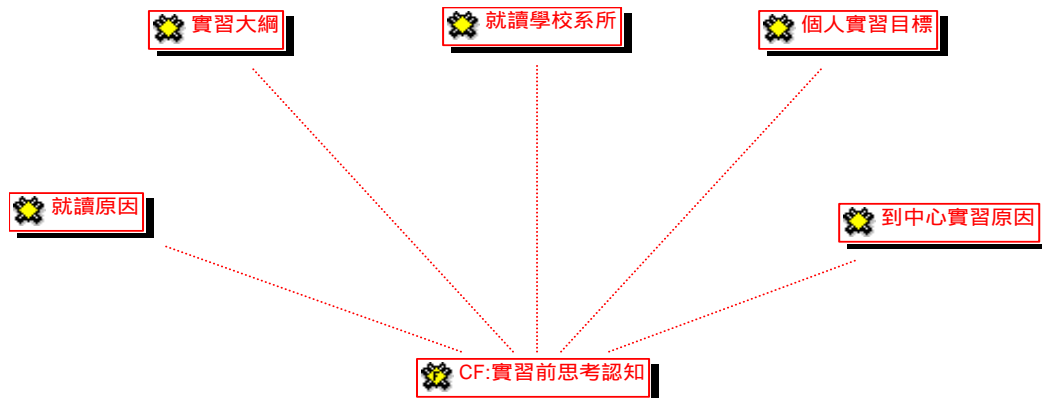 實習大綱
就讀學校系所
個人實習目標
就讀原因
到中心實習原因
CF:實習前思考認知